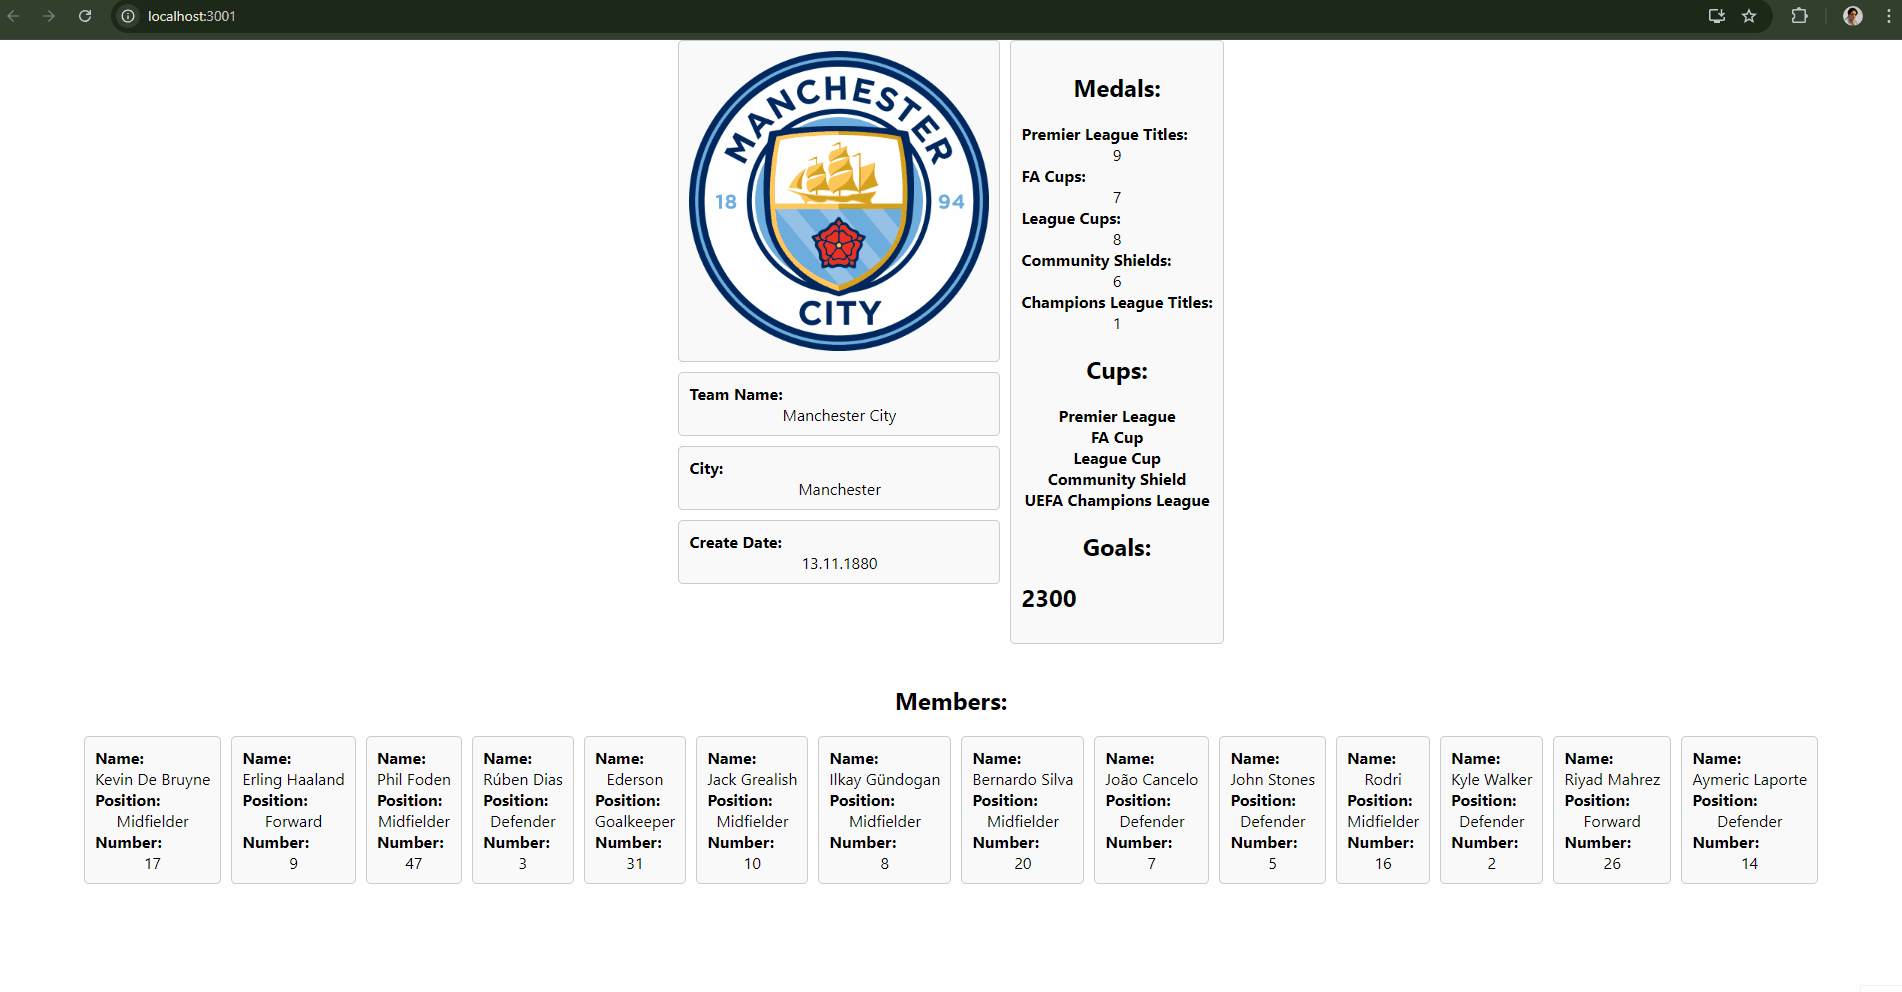 localhost:3001
MANCHESTER
18 94
CITY
Team Name:
Manchester City
City:
Manchester
Create Date:
13.11.1880
Medals:
Premier League Titles:
9
FA Cups:
7
League Cups:
8
Community Shields:
6
Champions League Titles:
1
Cups:
Premier League
FA Cup
League Cup
Community Shield
UEFA Champions League
Goals:
2300
Members:
Name:
Kevin De Bruyne
Position:
Midfielder
Number:
17
Name:
Erling Haaland
Position:
Forward
Number:
9
Name:
Phil Foden
Position:
Midfielder
Number:
47
Name:
Rúben Dias
Position:
Defender
Number:
3
Name:
Ederson
Position:
Goalkeeper
Number:
31
Name:
Jack Grealish
Position:
Midfielder
Number:
10
Name:
Ilkay Gündogan
Position:
Midfielder
Number:
8
Name:
Bernardo Silva
Position:
Midfielder
Number:
20
Name:
João Cancelo
Position:
Defender
Number:
7
Name:
John Stones
Position:
Defender
Number:
5
Name:
Rodri
Position:
Midfielder
Number:
16
Name:
Kyle Walker
Position:
Defender
Number:
2
Name:
Riyad Mahrez
Position:
Forward
Number:
26
Name:
Aymeric Laporte
Position:
Defender
Number:
14